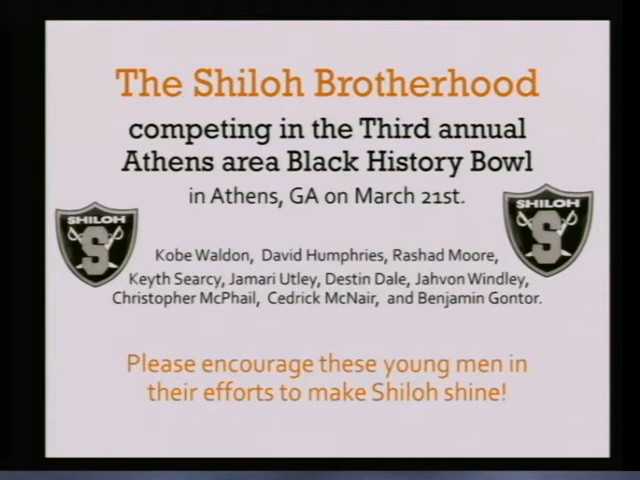 The Shiloh Brotherhood
competing in the Third annual
Athens area Black History Bowl
in Athens, GA on March 21st.
SHILOH
S
SHILOH
S
Kobe Waldon, David Humphries, Rashad Moore,
Keyth Searcy, Jamari Utley, Destin Dale, Jahvon Windley,
Christopher McPhail, Cedrick McNair, and Benjamin Gontor.
Please encourage these young men in
their efforts to make Shiloh shine!